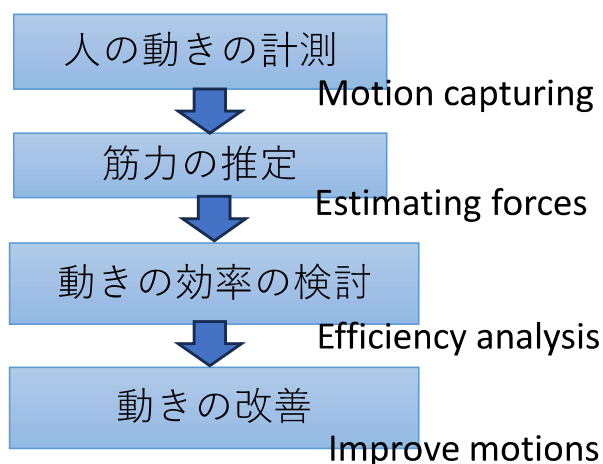 人の動きの計測
Motion capturing
筋力の推定
Estimating forces
動きの効率の検討
Efficiency analysis
動きの改善
Improve motions